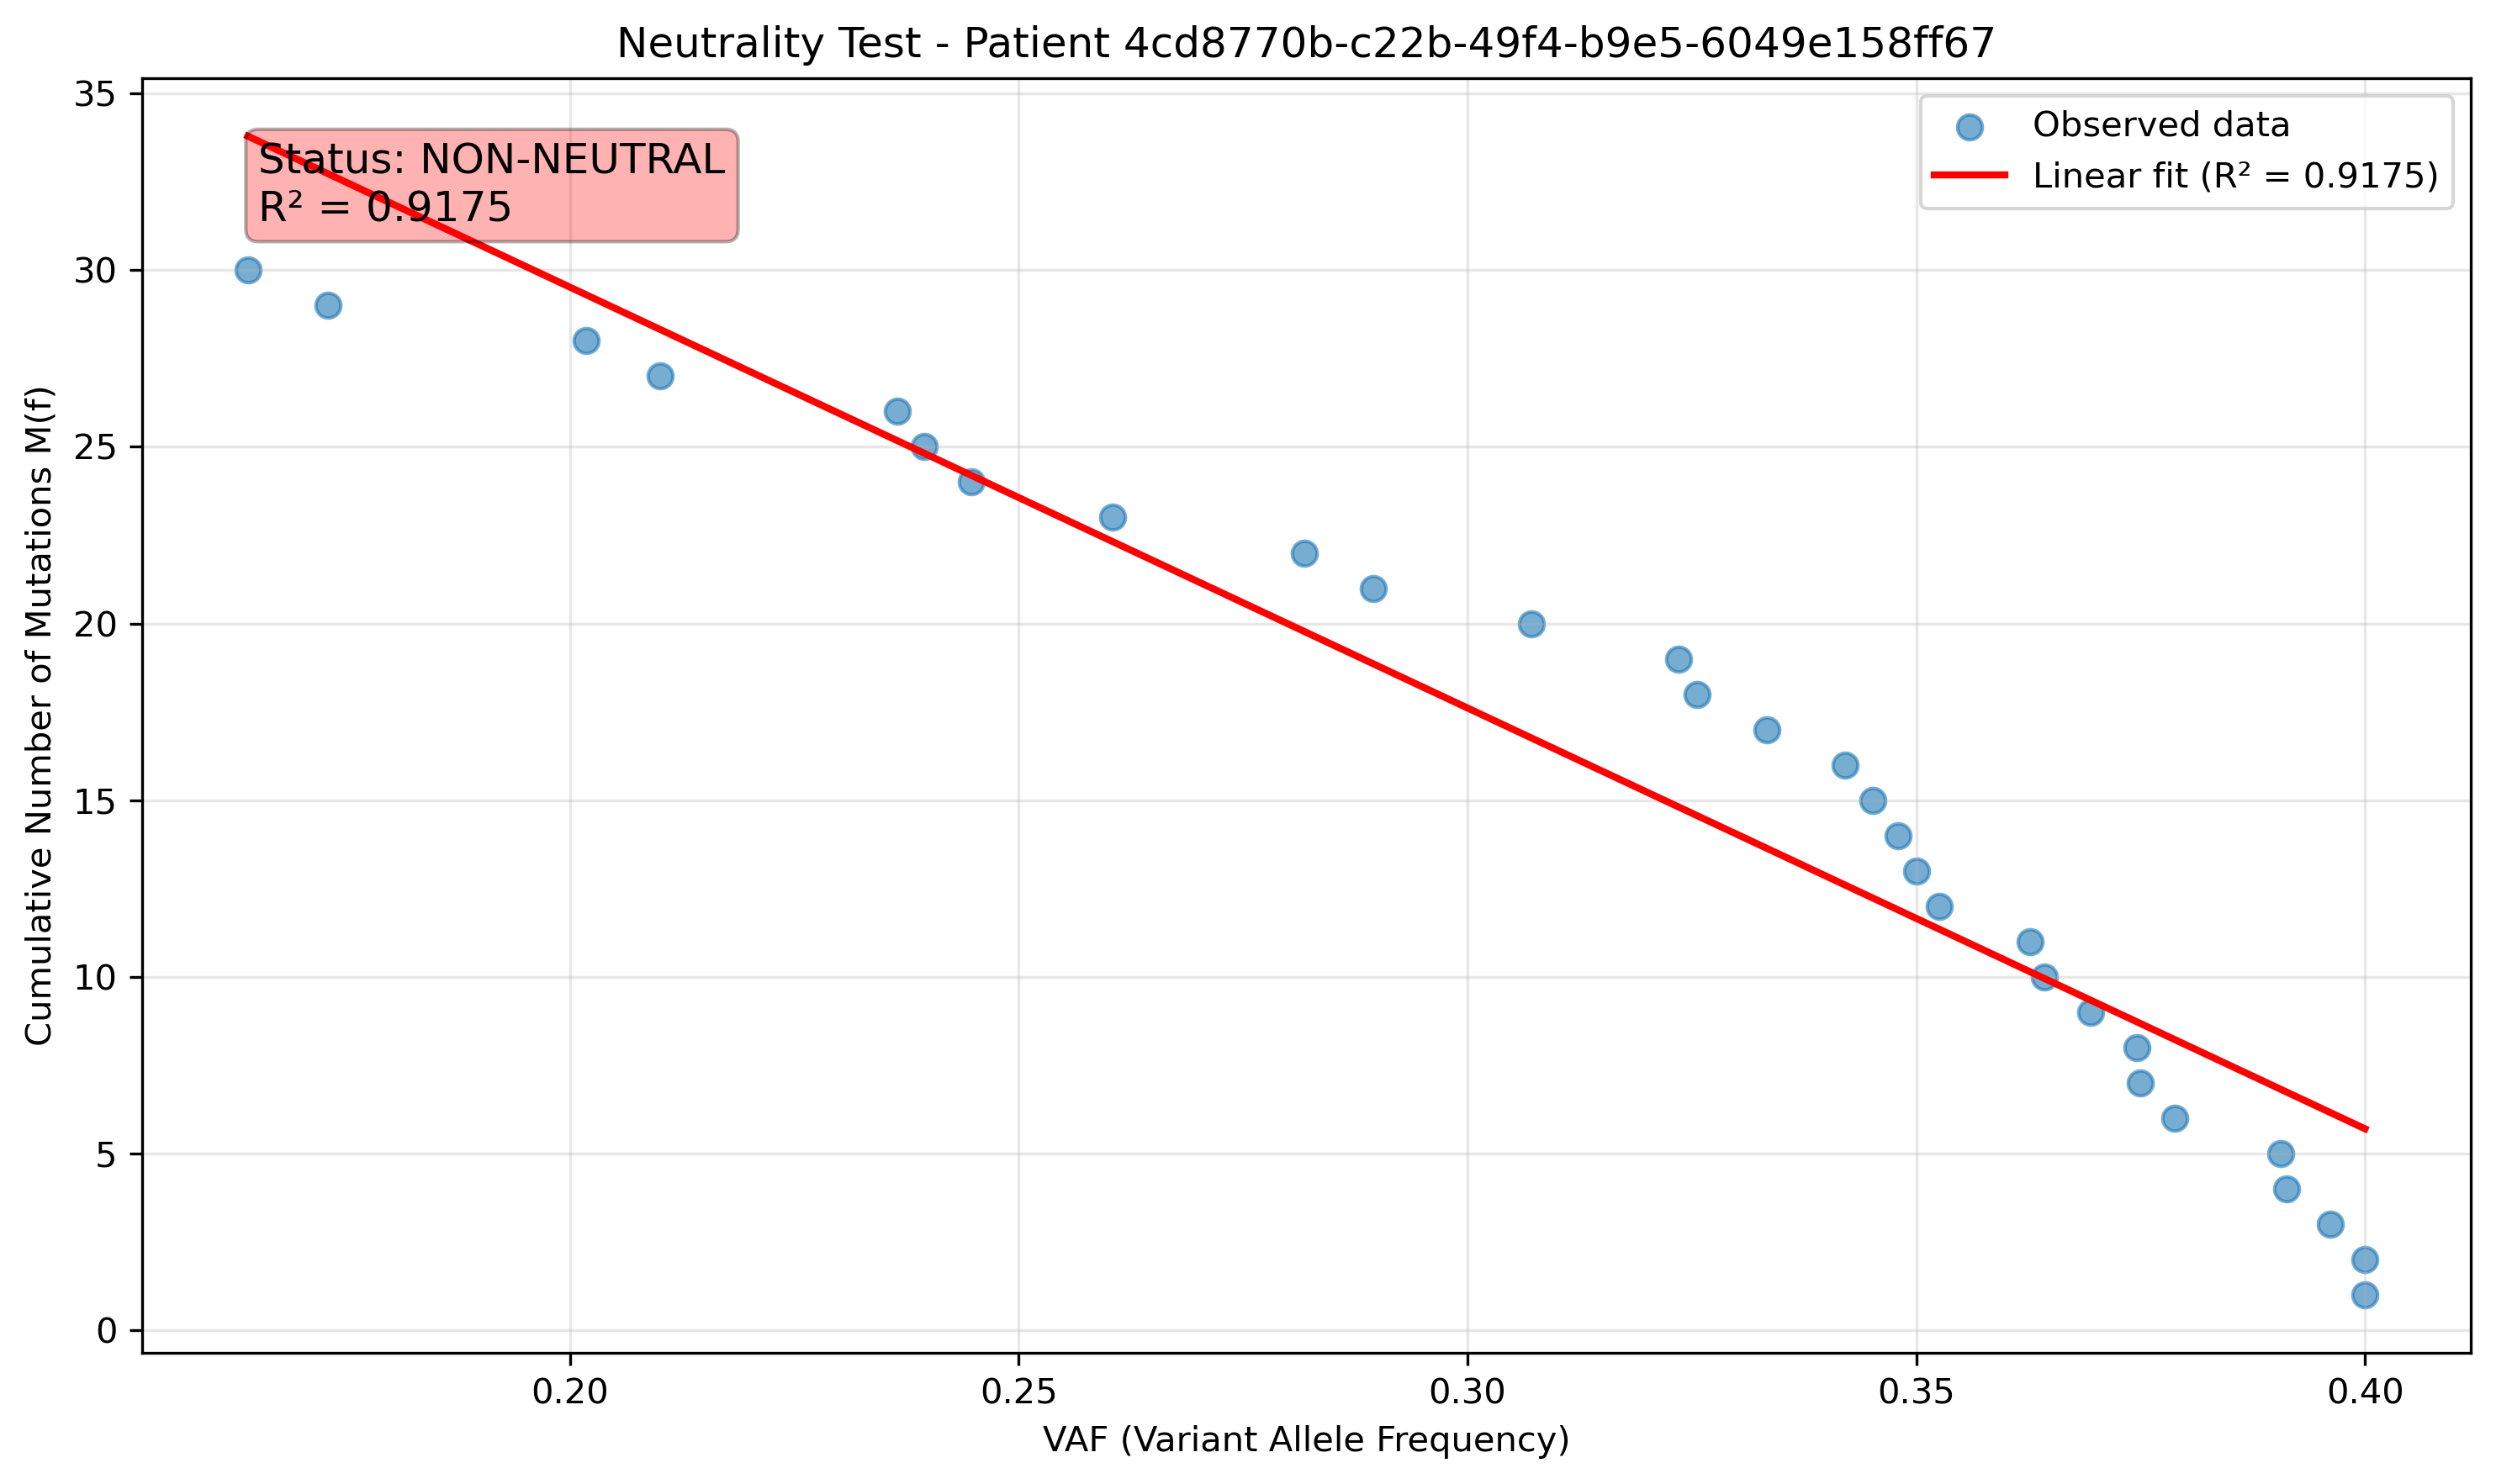 Neutrality Test - Patient 4cd8770b-c22b-49f4-b9e5-6049e158ff67
Status: NON-NEUTRAL
R² = 0.9175
Observed data
Linear fit (R² = 0.9175)
Cumulative Number of Mutations M(f)
35
30
25
20
15
10
5
0
0.20
0.25
0.30
0.35
0.40
VAF (Variant Allele Frequency)